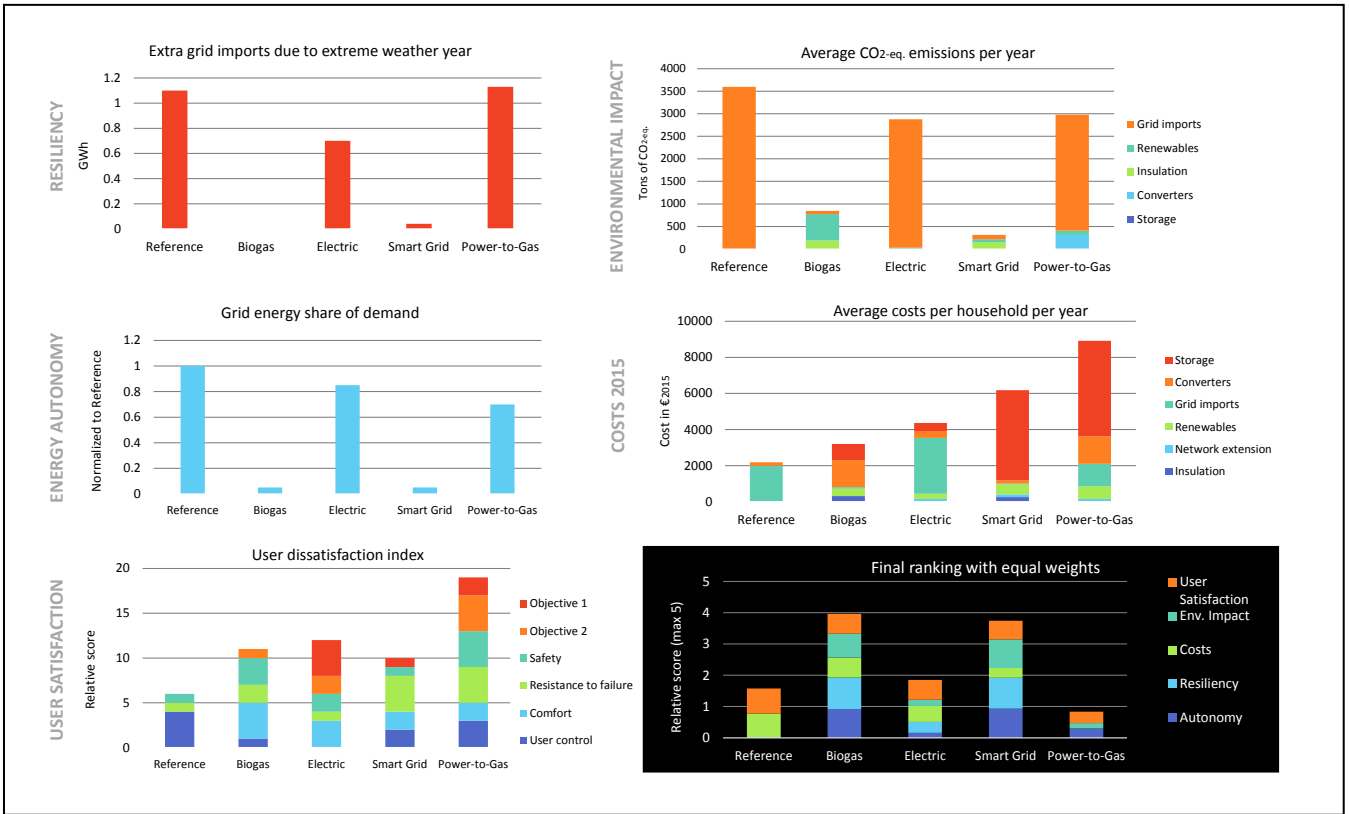 RESILIENCY
Extra grid imports due to extreme weather year
GWh
1.2
1
0.8
0.6
0.4
0.2
0
Reference Biogas Electric Smart Grid Power-to-Gas
ENVIRONMENTAL IMPACT
Average CO2-eq. emissions per year
Tons of CO2-eq.
4000
3500
3000
2500
2000
1500
1000
500
0
Reference Biogas Electric Smart Grid Power-to-Gas
Grid imports
Renewables
Insulation
Converters
Storage
ENERGY AUTONOMY
Grid energy share of demand
Normalized to Reference
1.2
1
0.8
0.6
0.4
0.2
0
Reference Biogas Electric Smart Grid Power-to-Gas
COSTS 2015
Average costs per household per year
Cost in €2015
10000
8000
6000
4000
2000
0
Reference Biogas Electric Smart Grid Power-to-Gas
Storage
Converters
Grid imports
Renewables
Network extension
Insulation
USER SATISFACTION
User dissatisfaction index
Relative score
20
15
10
5
0
Reference Biogas Electric Smart Grid Power-to-Gas
Objective 1
Objective 2
Safety
Resistance to failure
Comfort
User control
Final ranking with equal weights
Relative score (max 5)
5
4
3
2
1
0
Reference Biogas Electric Smart Grid Power-to-Gas
User
Satisfaction
Env. Impact
Costs
Resiliency
Autonomy